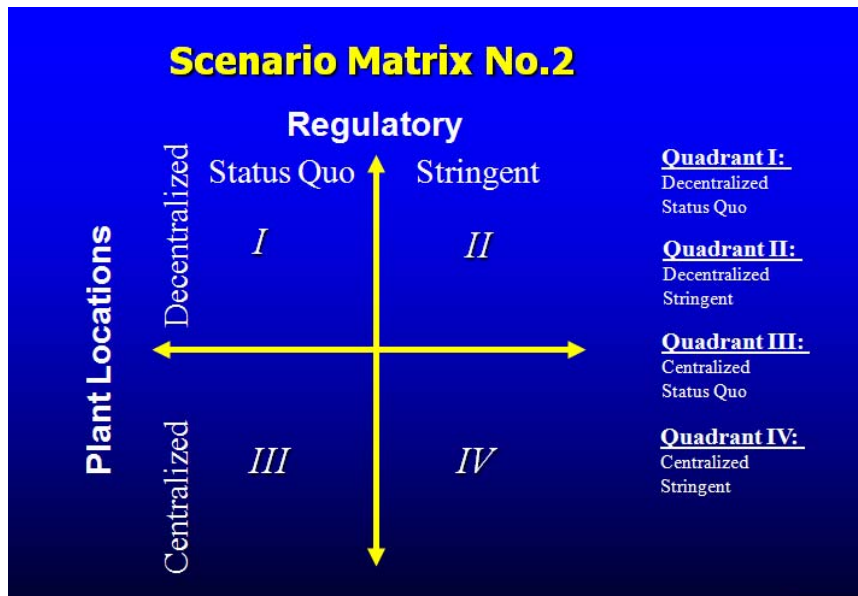 Scenario Matrix No.2
Regulatory
Status Quo
Stringent
Plant Locations
Decentralized
Centralized
I
II
III
IV
Quadrant I:
Decentralized
Status Quo
Quadrant II:
Decentralized
Stringent
Quadrant III:
Centralized
Status Quo
Quadrant IV:
Centralized
Stringent